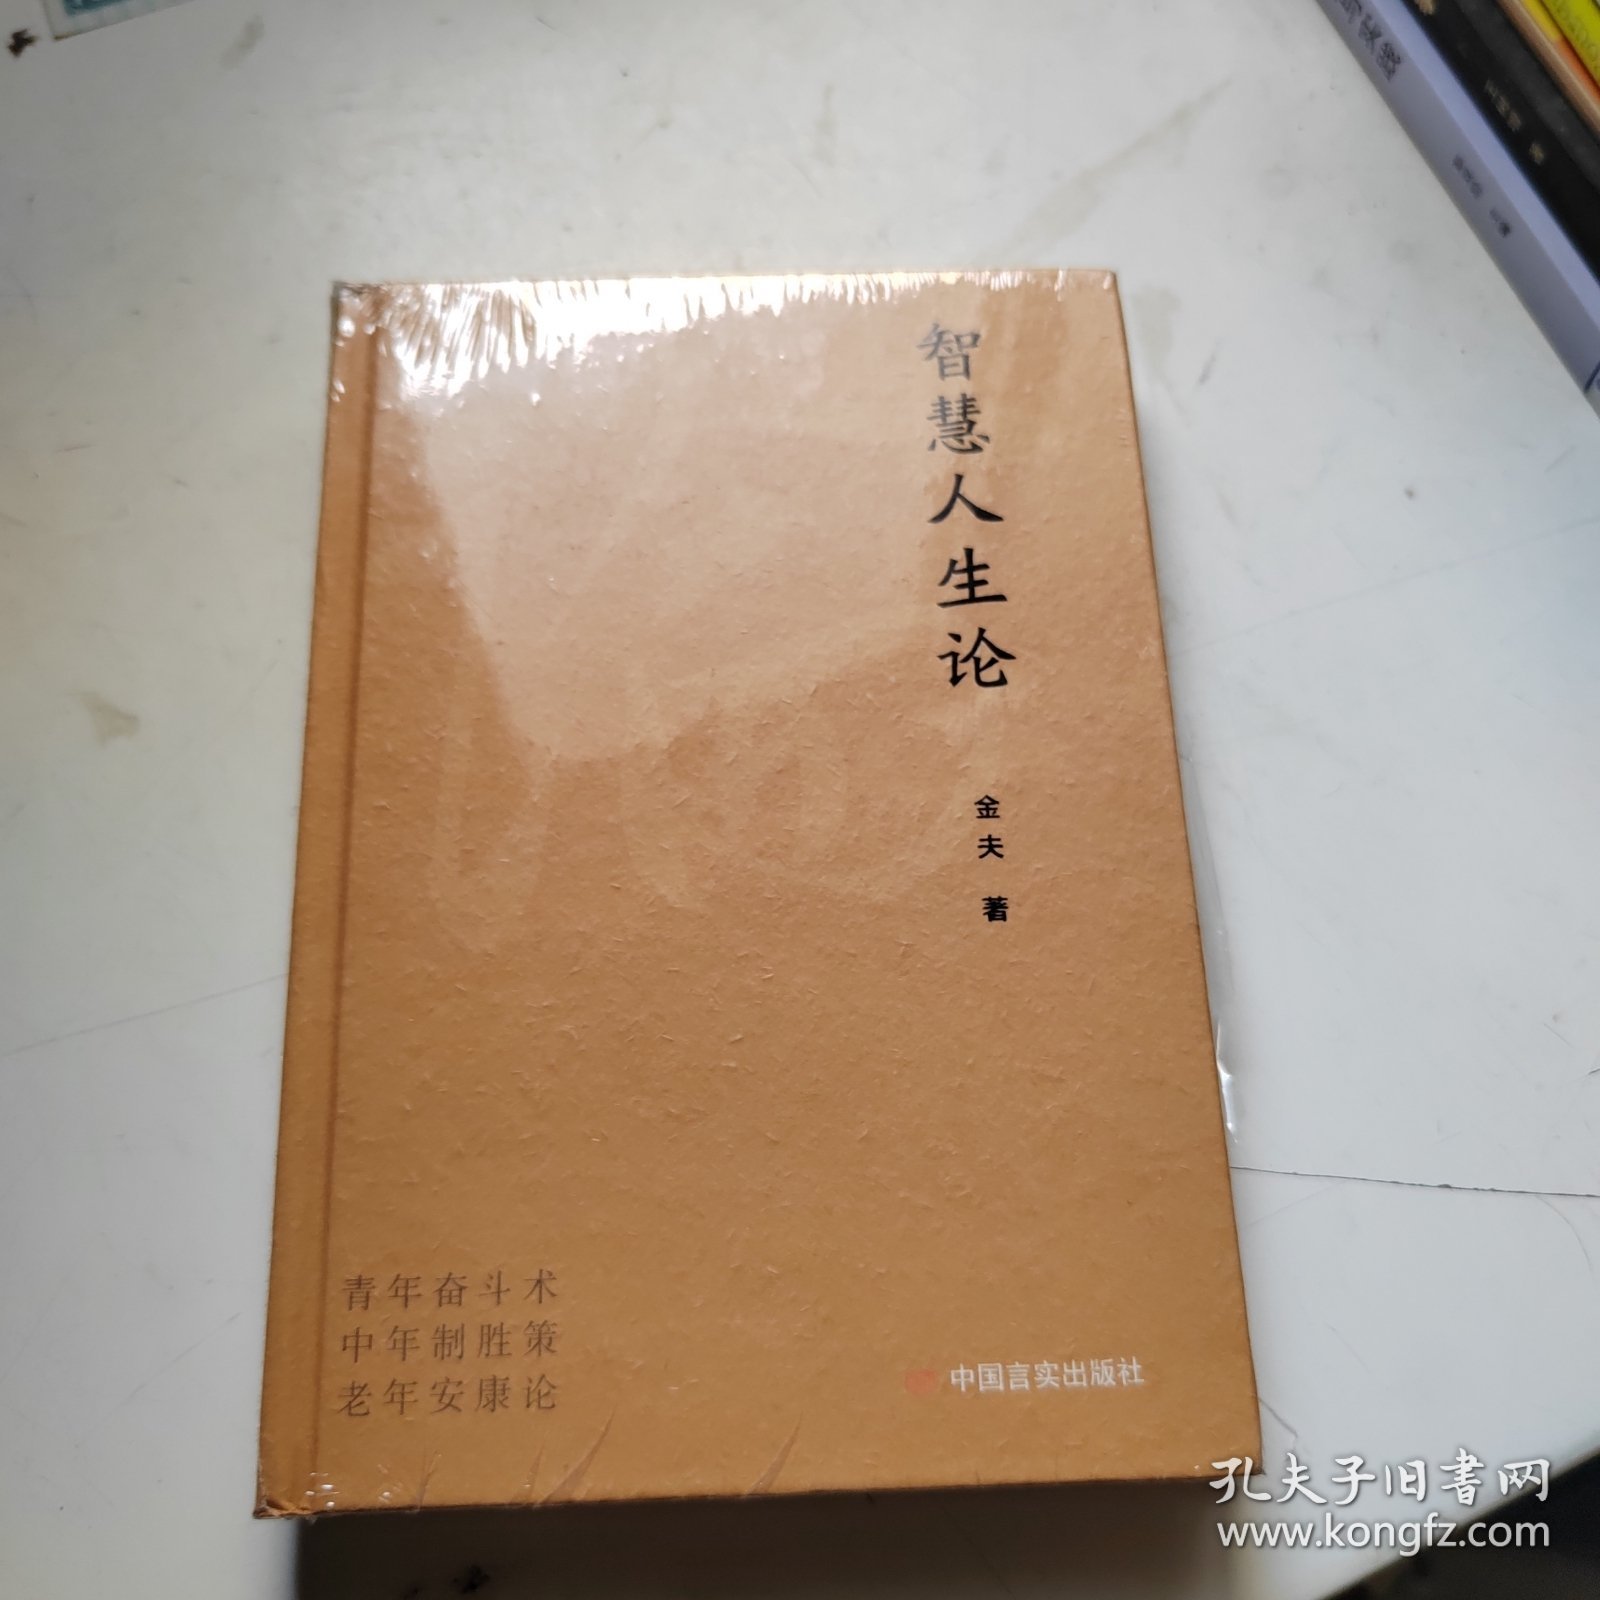 智慧人生论
金夫 著
青年奋斗术
中年制胜策
老年安康论
中国言实出版社
孔夫子旧书网
www.kongfz.com